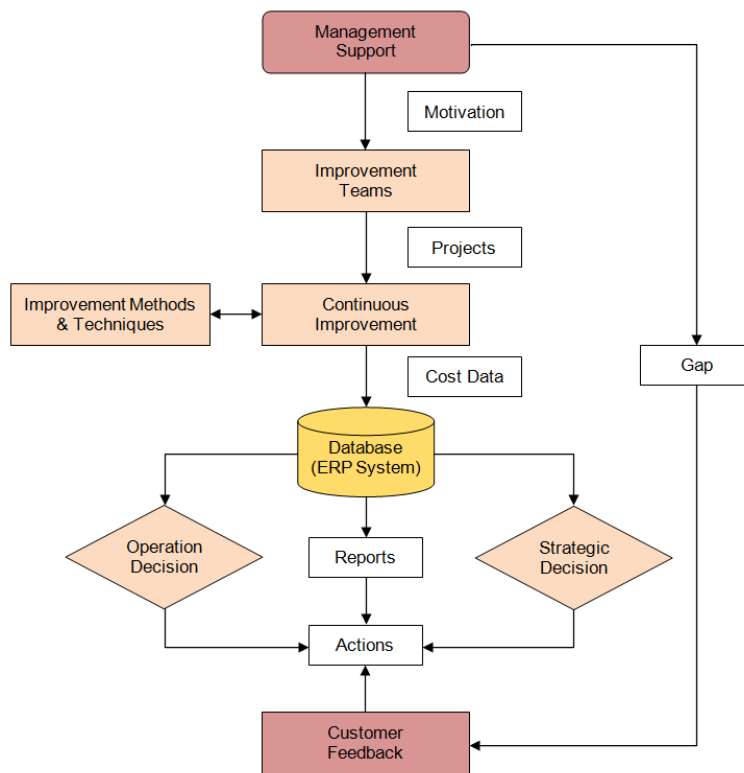 Management
Support
Motivation
Improvement
Teams
Projects
Improvement Methods
& Techniques
Continuous
Improvement
Gap
Cost Data
Database
(ERP System)
Operation
Decision
Reports
Strategic
Decision
Actions
Customer
Feedback